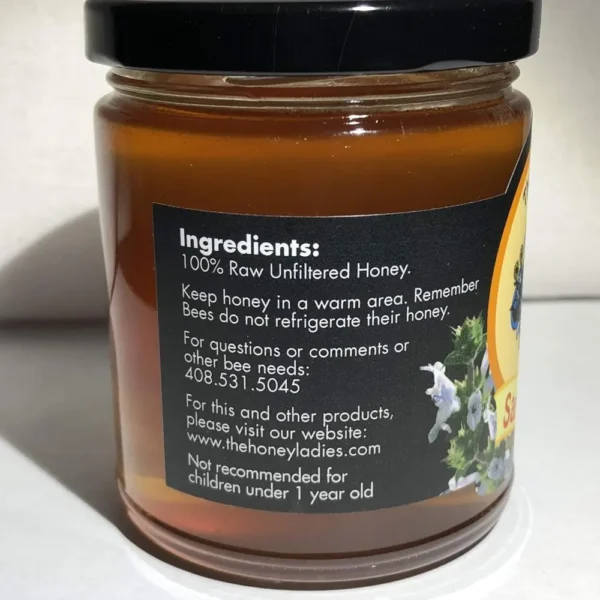 Ingredients:
100% Raw Unfiltered Honey.
Keep honey in a warm area. Remember
Bees do not refrigerate their honey.
For questions or comments or
other bee needs:
408.531.5045
For this and other products,
please visit our website:
www.thehoneyladies.com
Not recommended for
children under 1 year old